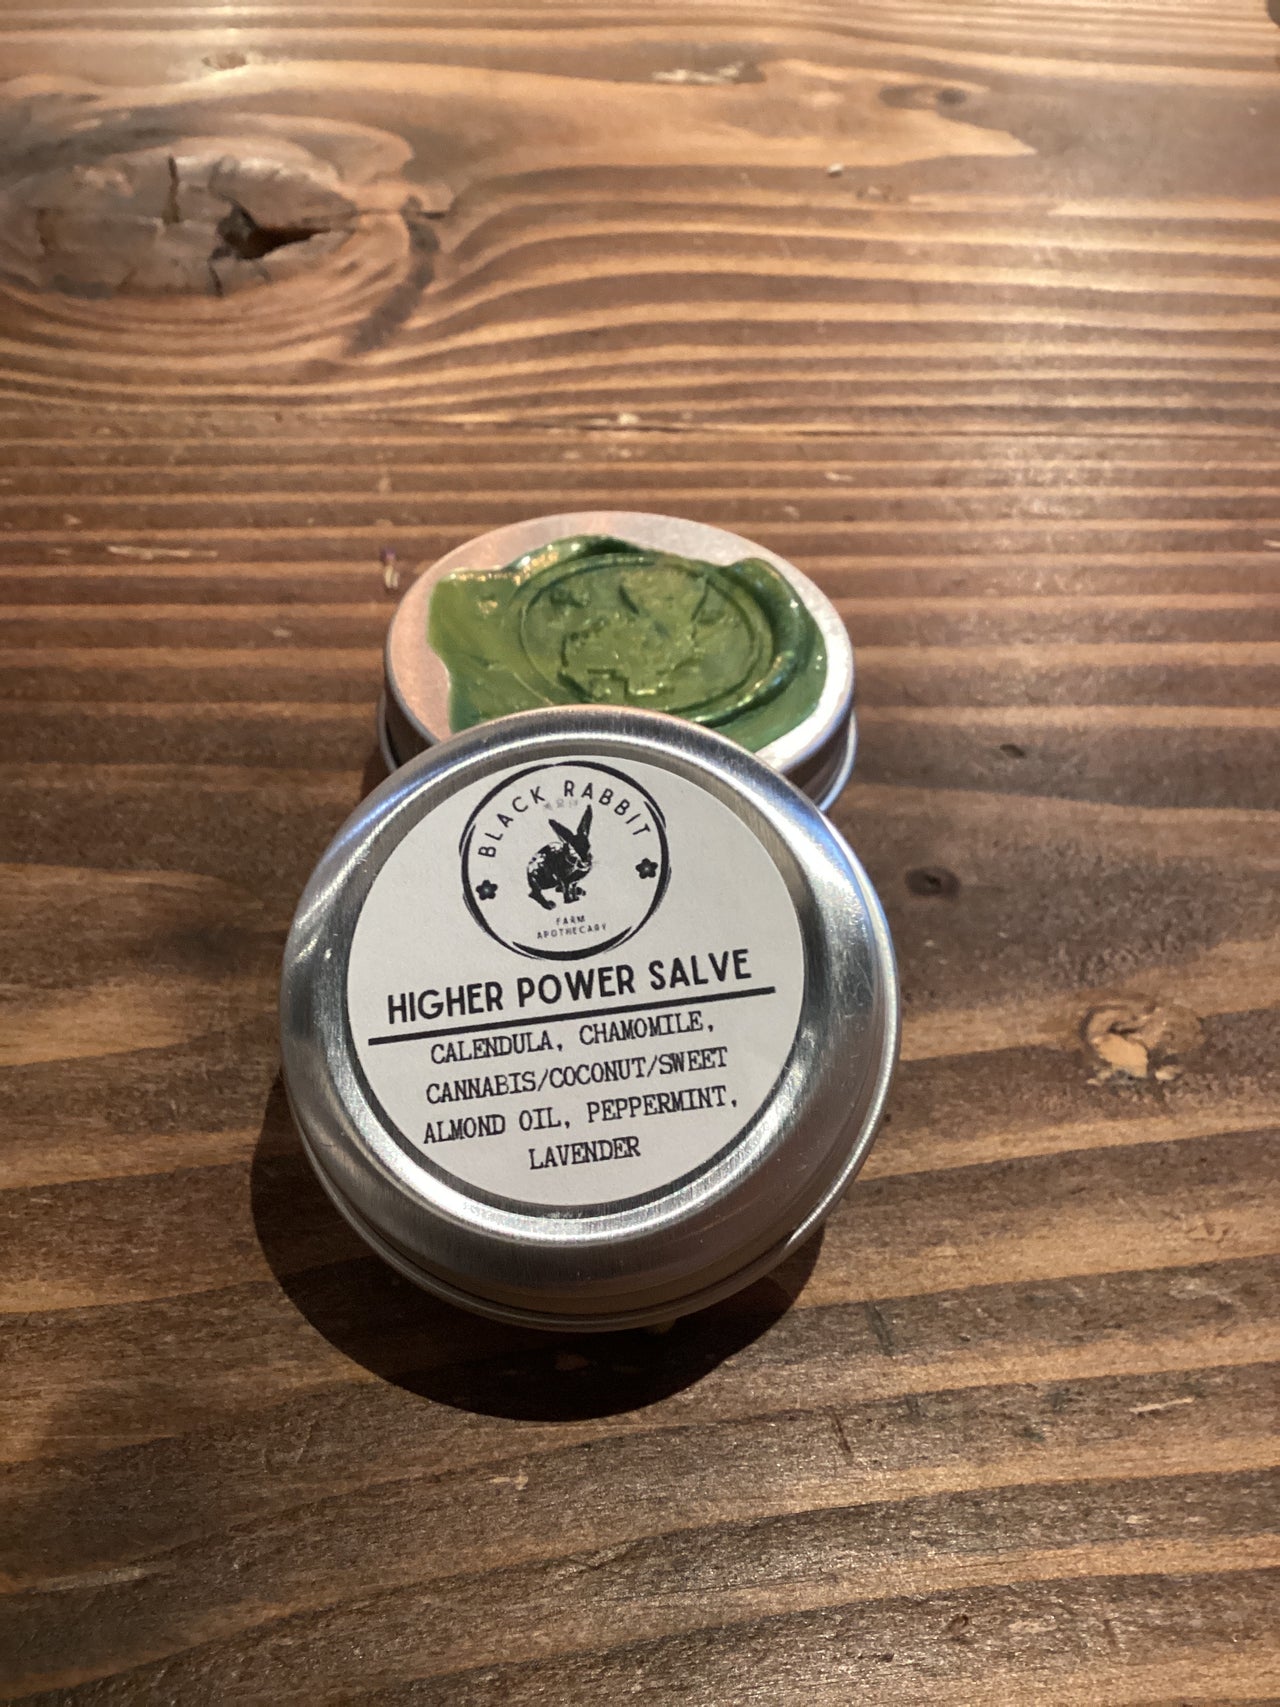 BLACK RABBIT
FARM
APOTHECARY
HIGHER POWER SALVE
CALENDULA, CHAMOMILE,
CANNABIS/COCONUT/SWEET
ALMOND OIL, PEPPERMINT,
LAVENDER